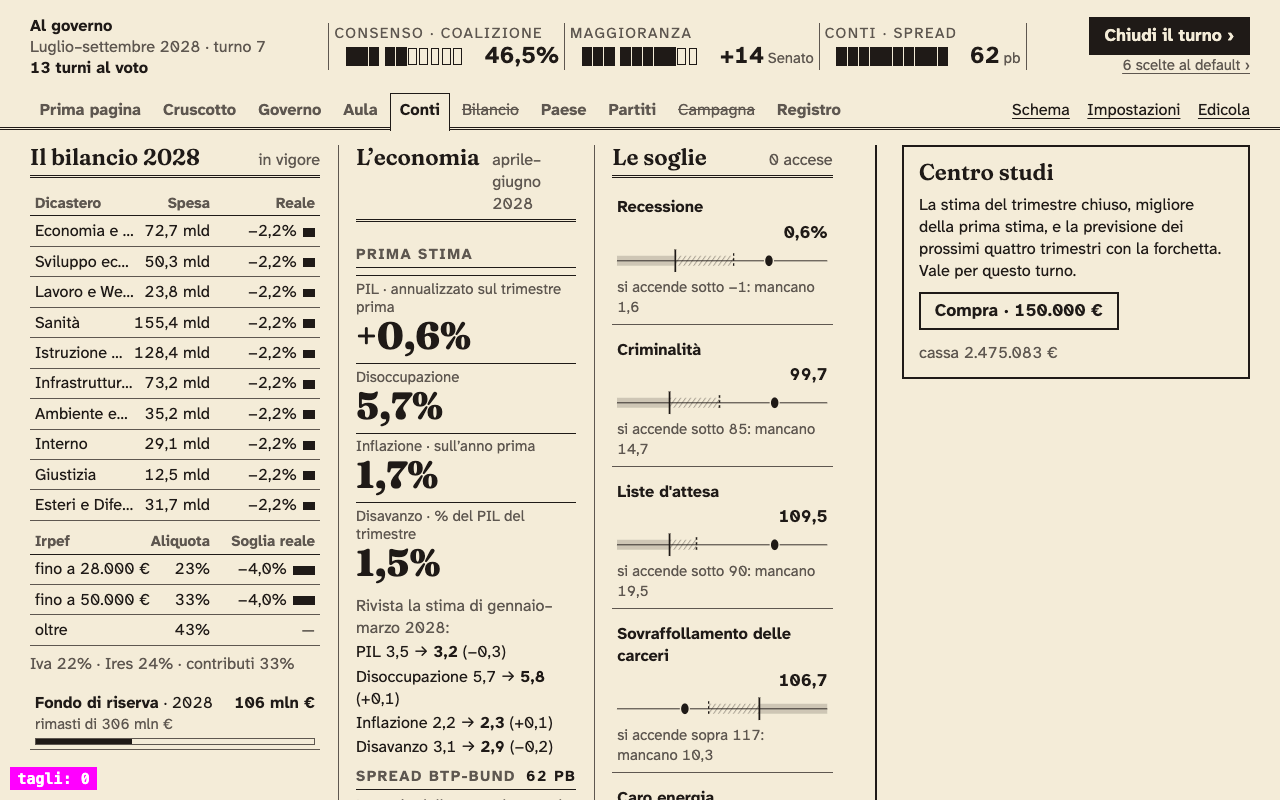 Al governo
Luglio–settembre 2028 · turno 7
13 turni al voto
CONSENSO · COALIZIONE
46,5%
MAGGIORANZA
+14 Senato
CONTI · SPREAD
62 pb
Chiudi il turno ›
6 scelte al default ›
Prima pagina
Cruscotto
Governo
Aula
Conti
Bilancio
Paese
Partiti
Campagna
Registro
Schema
Impostazioni
Edicola
Il bilancio 2028
in vigore
Dicastero Spesa Reale
Economia e ... 72,7 mld −2,2%
Sviluppo ec... 50,3 mld −2,2%
Lavoro e We... 23,8 mld −2,2%
Sanità 155,4 mld −2,2%
Istruzione ... 128,4 mld −2,2%
Infrastruttur... 73,2 mld −2,2%
Ambiente e... 35,2 mld −2,2%
Interno 29,1 mld −2,2%
Giustizia 12,5 mld −2,2%
Esteri e Dife... 31,7 mld −2,2%
Irpef Aliquota Soglia reale
fino a 28.000 € 23% −4,0%
fino a 50.000 € 33% −4,0%
oltre 43% —
Iva 22% · Ires 24% · contributi 33%
Fondo di riserva · 2028 106 mln €
rimasti di 306 mln €
tagli: 0
L’economia
aprile–
giugno
2028
PRIMA STIMA
PIL · annualizzato sul trimestre
prima
+0,6%
Disoccupazione
5,7%
Inflazione · sull’anno prima
1,7%
Disavanzo · % del PIL del
trimestre
1,5%
Rivista la stima di gennaio–
marzo 2028:
PIL 3,5 → 3,2 (−0,3)
Disoccupazione 5,7 → 5,8
(+0,1)
Inflazione 2,2 → 2,3 (+0,1)
Disavanzo 3,1 → 2,9 (−0,2)
SPREAD BTP-BUND 62 PB
Le soglie
0 accese
Recessione
0,6%
si accende sotto −1: mancano
1,6
Criminalità
99,7
si accende sotto 85: mancano
14,7
Liste d'attesa
109,5
si accende sotto 90: mancano
19,5
Sovraffollamento delle
carceri
106,7
si accende sopra 117:
mancano 10,3
Caro energia
Centro studi
La stima del trimestre chiuso, migliore
della prima stima, e la previsione dei
prossimi quattro trimestri con la forchetta.
Vale per questo turno.
Compra · 150.000 €
cassa 2.475.083 €